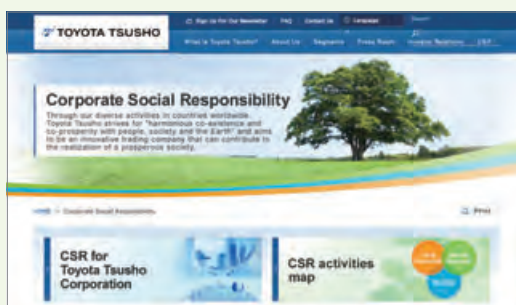 TOYOTA TSUSHO
Sign Up For Our Newsletter FAQ Contact Us Language Search
What is Toyota Tsusho? About Us Segments Press Room Investor Relations CSR
Corporate Social Responsibility
Through our diverse activities in countries worldwide
Toyota Tsusho strives for "harmonious co-existence and
co-prosperity with people, society and the Earth" and aims
to be an innovative trading company that can contribute to
the realization of a prosperous society.
HOME > Corporate Social Responsibility
Print
CSR for
Toyota Tsusho
Corporation
CSR activities
map